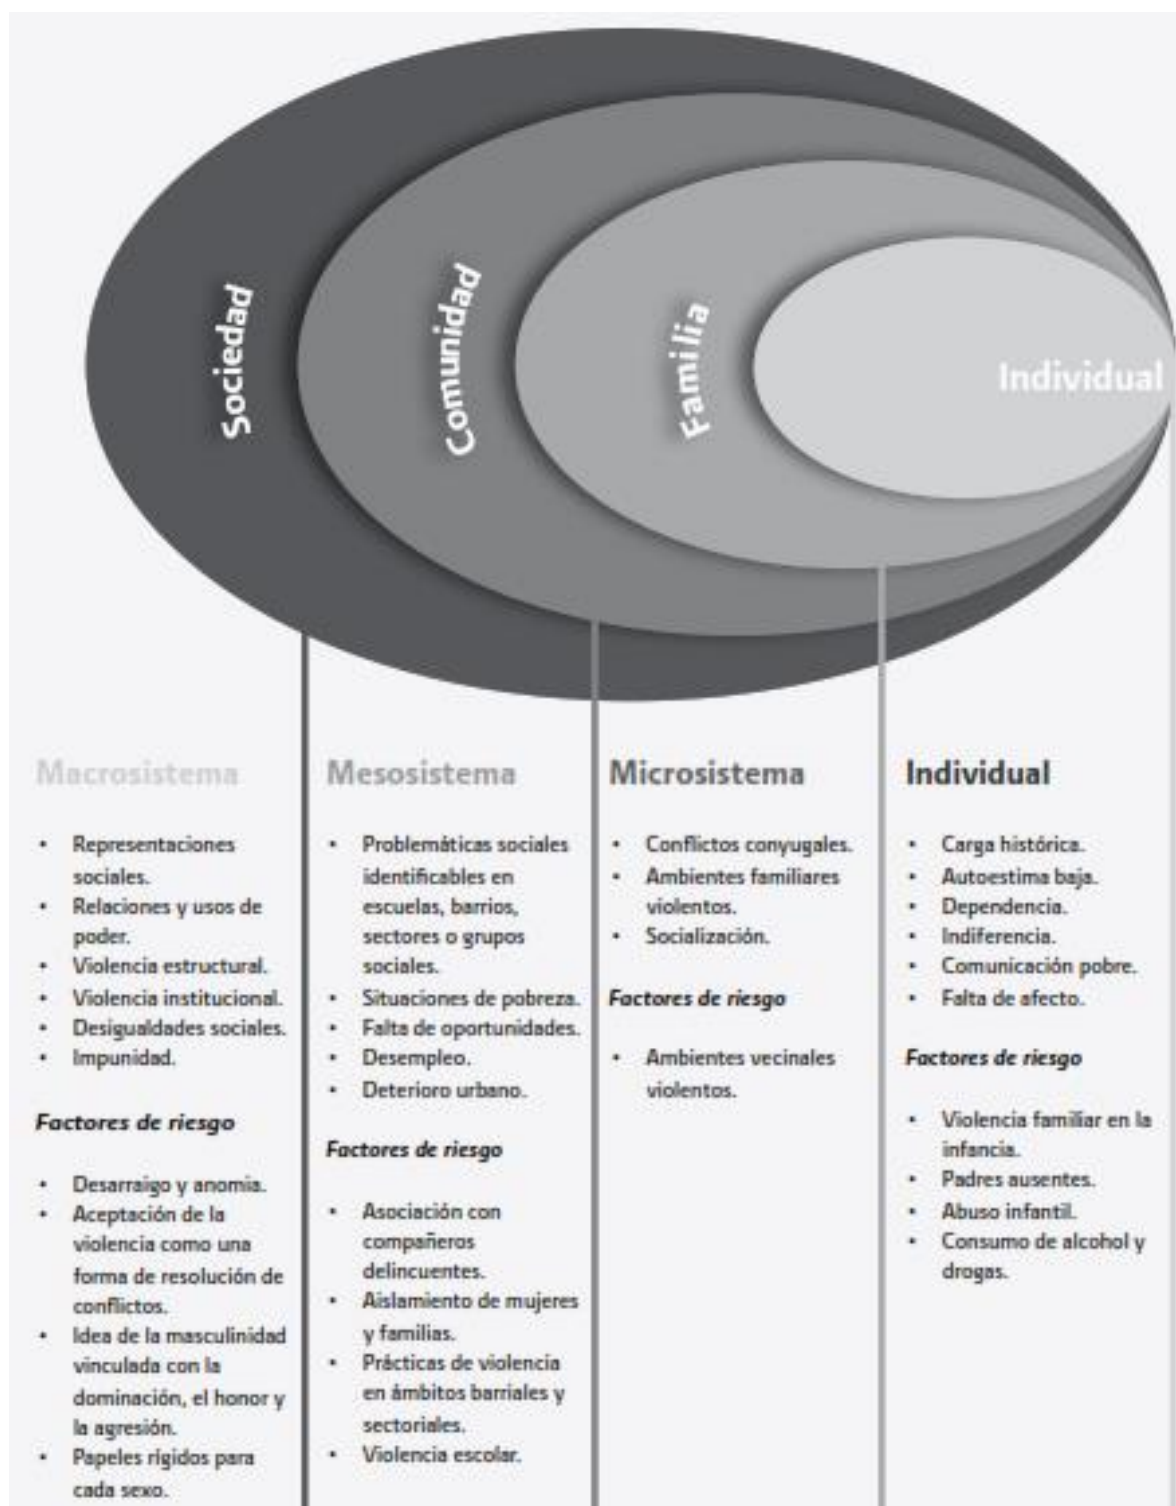 Sociedad
Comunidad
Familia
Individual
Macrosistema
• Representaciones
sociales.
• Relaciones y usos de
poder.
• Violencia estructural.
• Violencia institucional.
• Desigualdades sociales.
• Impunidad.
Factores de riesgo
• Desarraigo y anomia.
• Aceptación de la
violencia como una
forma de resolución de
conflictos.
• Idea de la masculinidad
vinculada con la
dominación, el honor y
la agresión.
• Papeles rígidos para
cada sexo.
Mesosistema
• Problemáticas sociales
identificables en
escuelas, barrios,
sectores o grupos
sociales.
• Situaciones de pobreza.
• Falta de oportunidades.
• Desempleo.
• Deterioro urbano.
Factores de riesgo
• Asociación con
compañeros
delincuentes.
• Aislamiento de mujeres
y familias.
• Prácticas de violencia
en ámbitos barriales y
sectoriales.
• Violencia escolar.
Microsistema
• Conflictos conyugales.
• Ambientes familiares
violentos.
• Socialización.
Factores de riesgo
• Ambientes vecinales
violentos.
Individual
• Carga histórica.
• Autoestima baja.
• Dependencia.
• Indiferencia.
• Comunicación pobre.
• Falta de afecto.
Factores de riesgo
• Violencia familiar en la
infancia.
• Padres ausentes.
• Abuso infantil.
• Consumo de alcohol y
drogas.